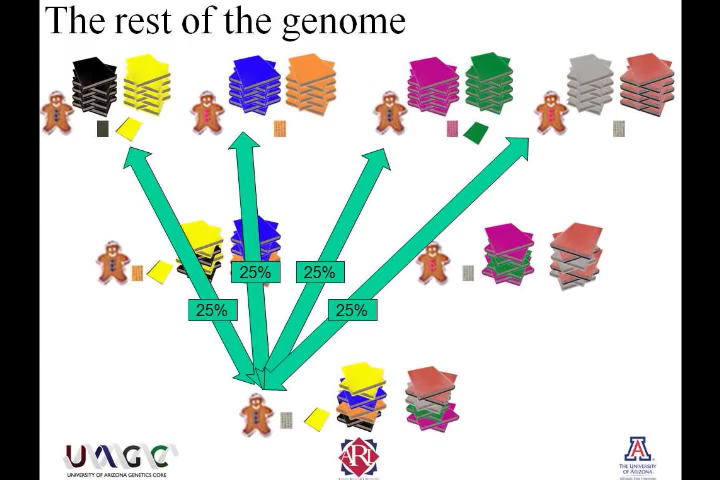 The rest of the genome
25%
25%
25%
25%
UAGC
UNIVERSITY OF ARIZONA GENETICS CORE
ARL
A
THE UNIVERSITY
OF ARIZONA.